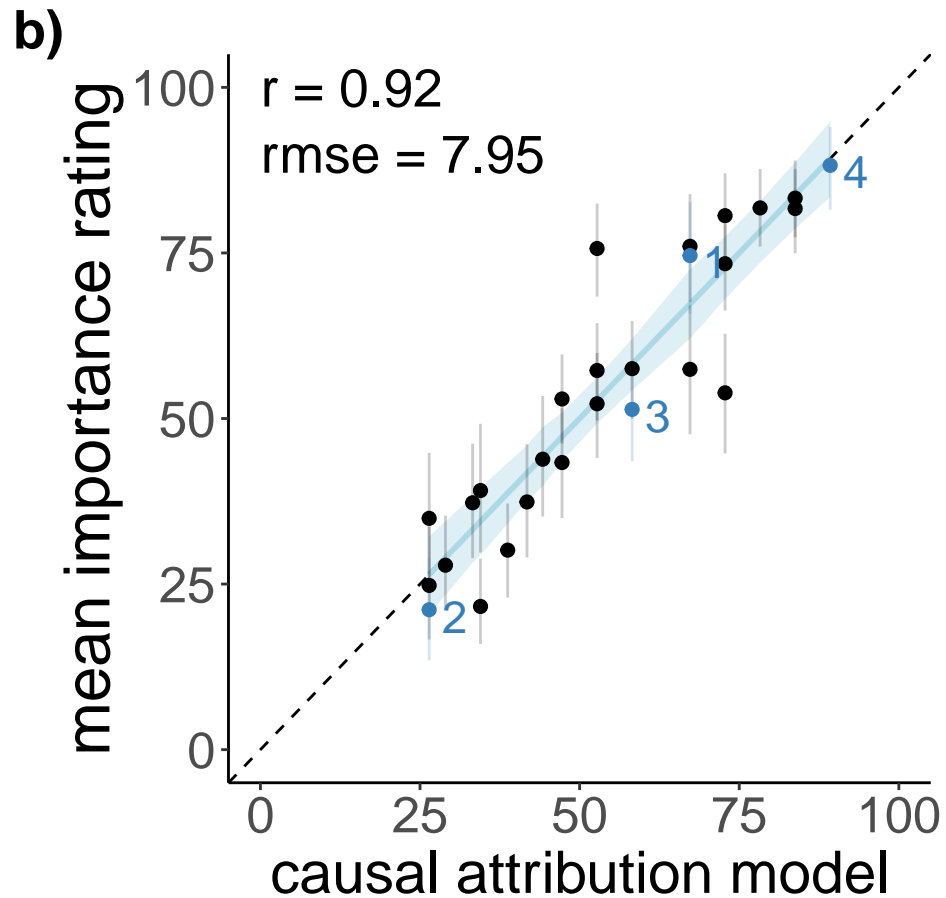 b)
r = 0.92
rmse = 7.95
mean importance rating
100
75
50
25
0
4
1
3
2
0 25 50 75 100
causal attribution model